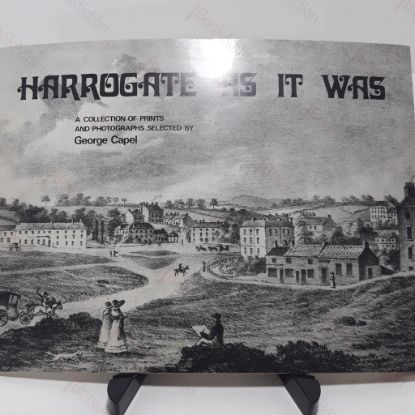 HARROGATE AS IT WAS
A COLLECTION OF PRINTS
AND PHOTOGRAPHS SELECTED BY
George Capel